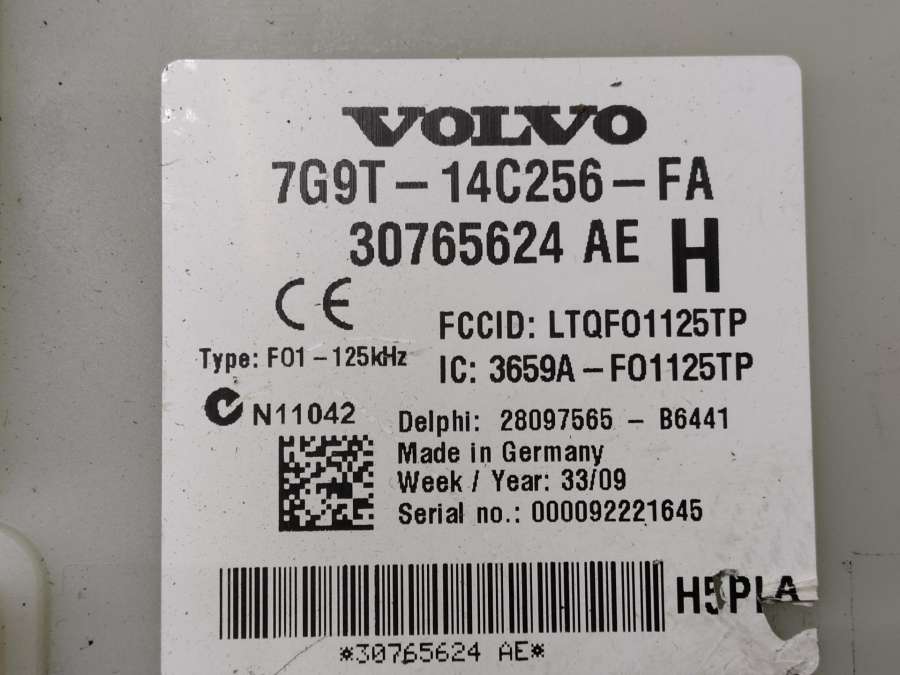 VOLVO
7G9T-14C256-FA
30765624 AE H
CE
FCCID: LTQFO1125TP
Type: FO1-125kHz
IC: 3659A-FO1125TP
N11042
Delphi: 28097565 - B6441
Made in Germany
Week / Year: 33/09
Serial no.: 000092221645
*30765624 AE*